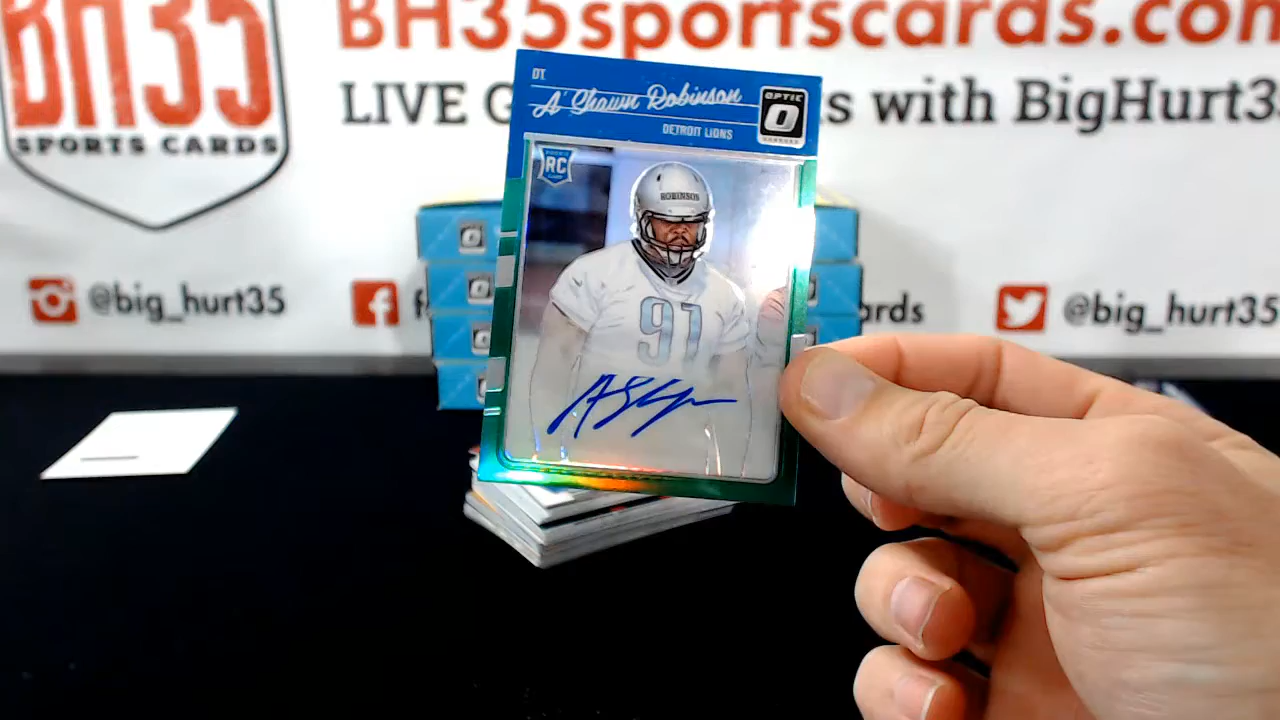 BH35
SPORTS CARDS
BH35sportscards.com
LIVE G
s with BigHurt3
@big_hurt35
f
ards
@big_hurt35
DT
A'Shawn Robinson
DETROIT LIONS
OPTIC
O
RC
ROBINSON
91